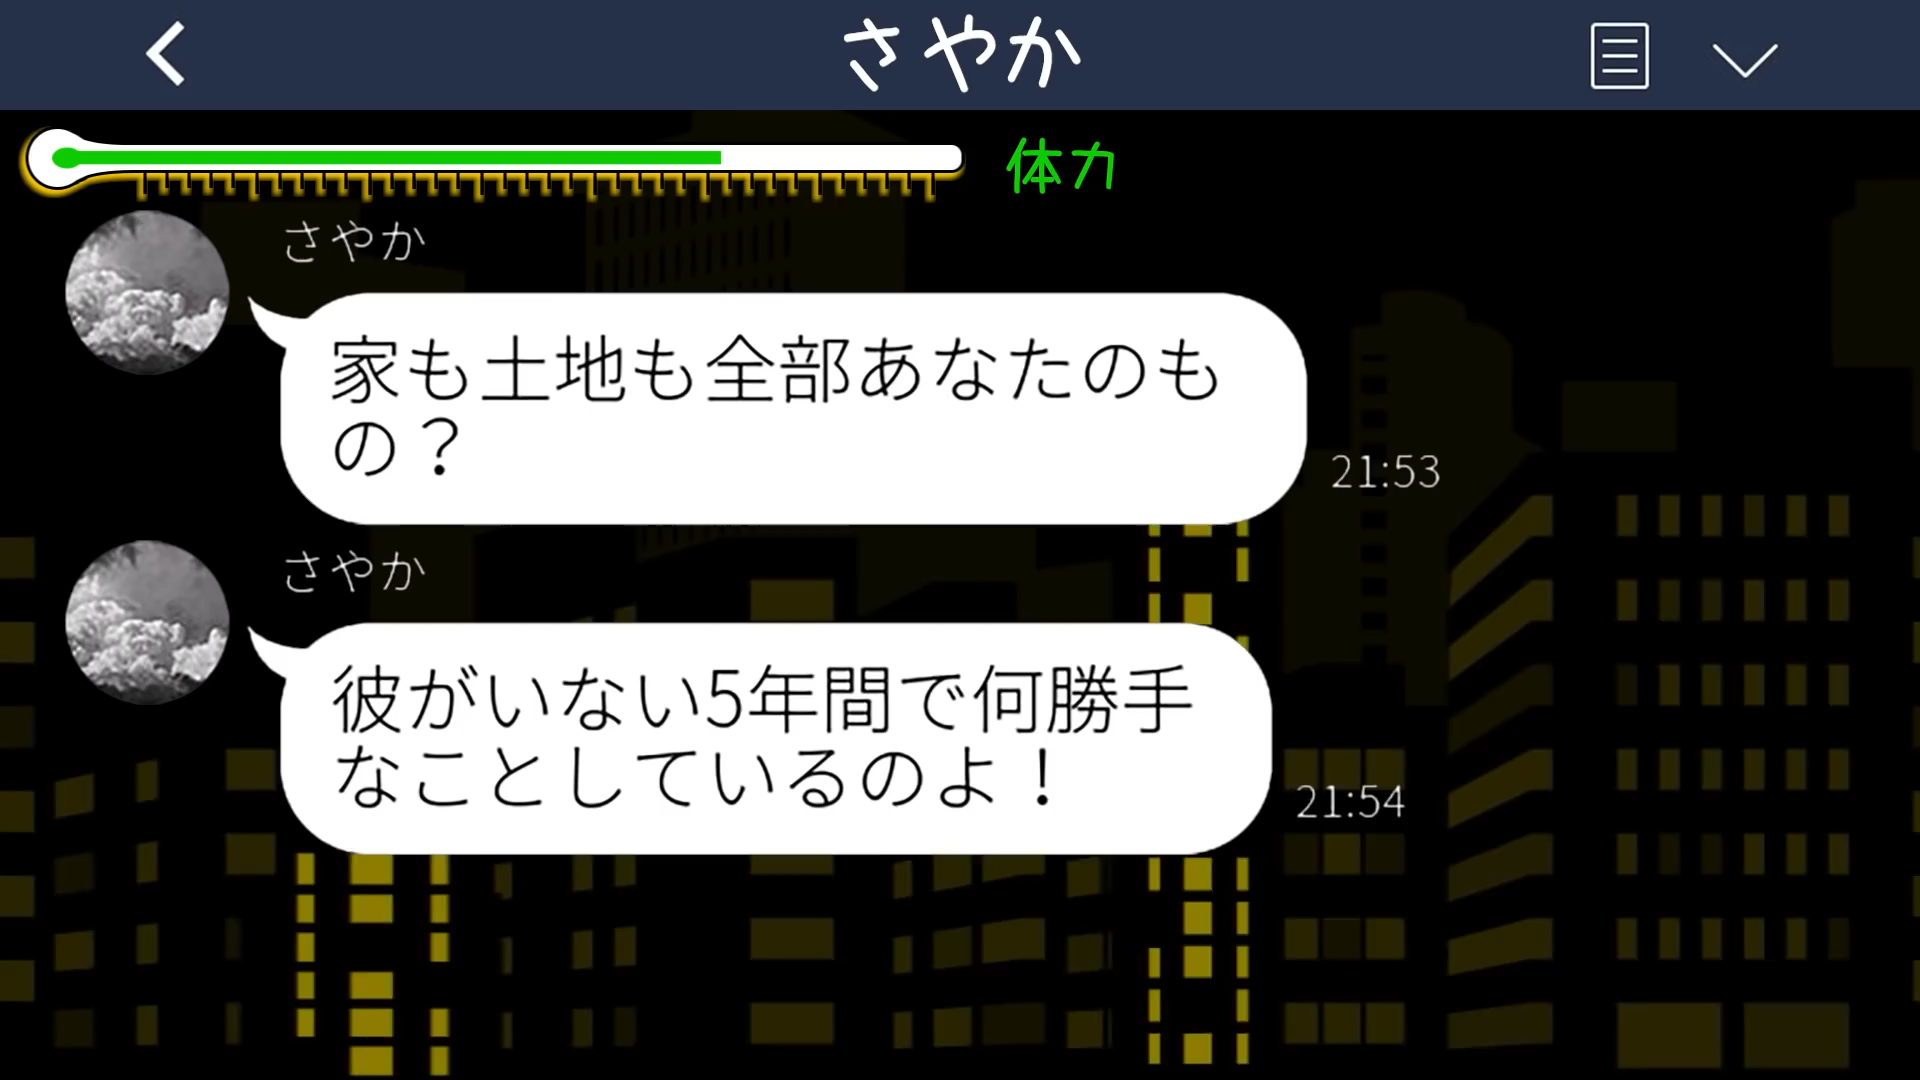 さやか
体力
さやか
家も土地も全部あなたのも
の？
21:53
さやか
彼がいない5年間で何勝手
なことしているのよ！
21:54